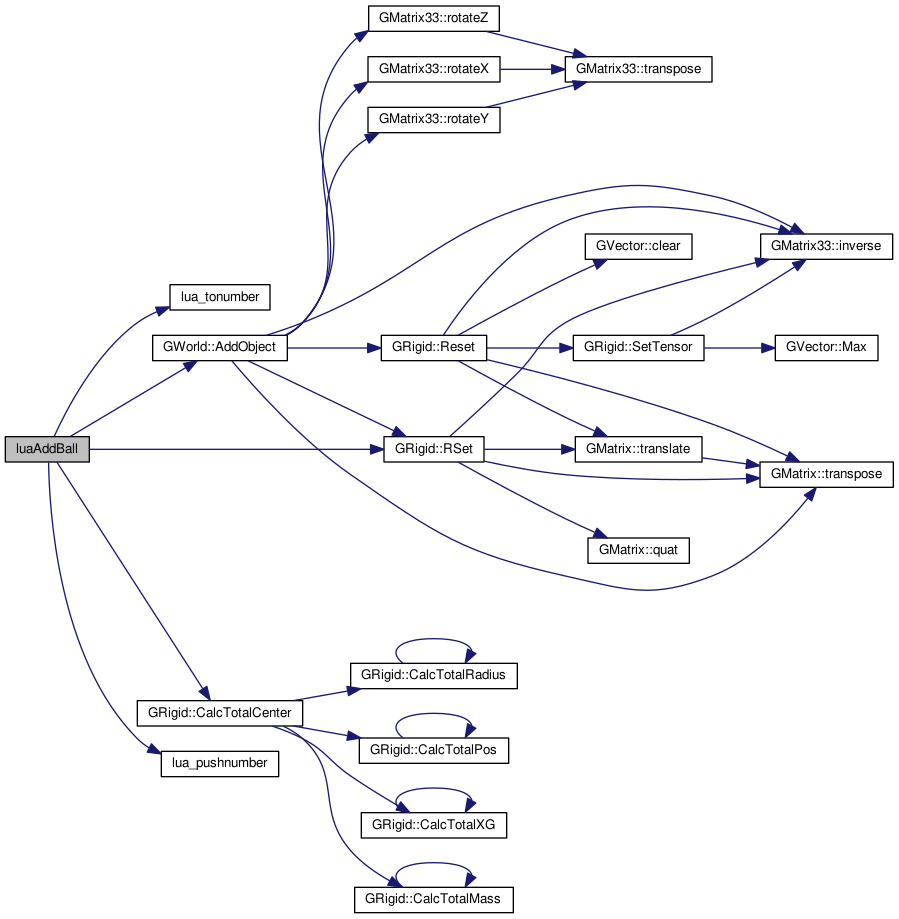 GMatrix33::rotateZ
GMatrix33::rotateX
GMatrix33::transpose
GMatrix33::rotateY
GVector::clear
GMatrix33::inverse
lua_tonumber
GWorld::AddObject
GRigid::Reset
GRigid::SetTensor
GVector::Max
luaAddBall
GRigid::RSet
GMatrix::translate
GMatrix::transpose
GMatrix::quat
GRigid::CalcTotalRadius
GRigid::CalcTotalCenter
GRigid::CalcTotalPos
lua_pushnumber
GRigid::CalcTotalXG
GRigid::CalcTotalMass